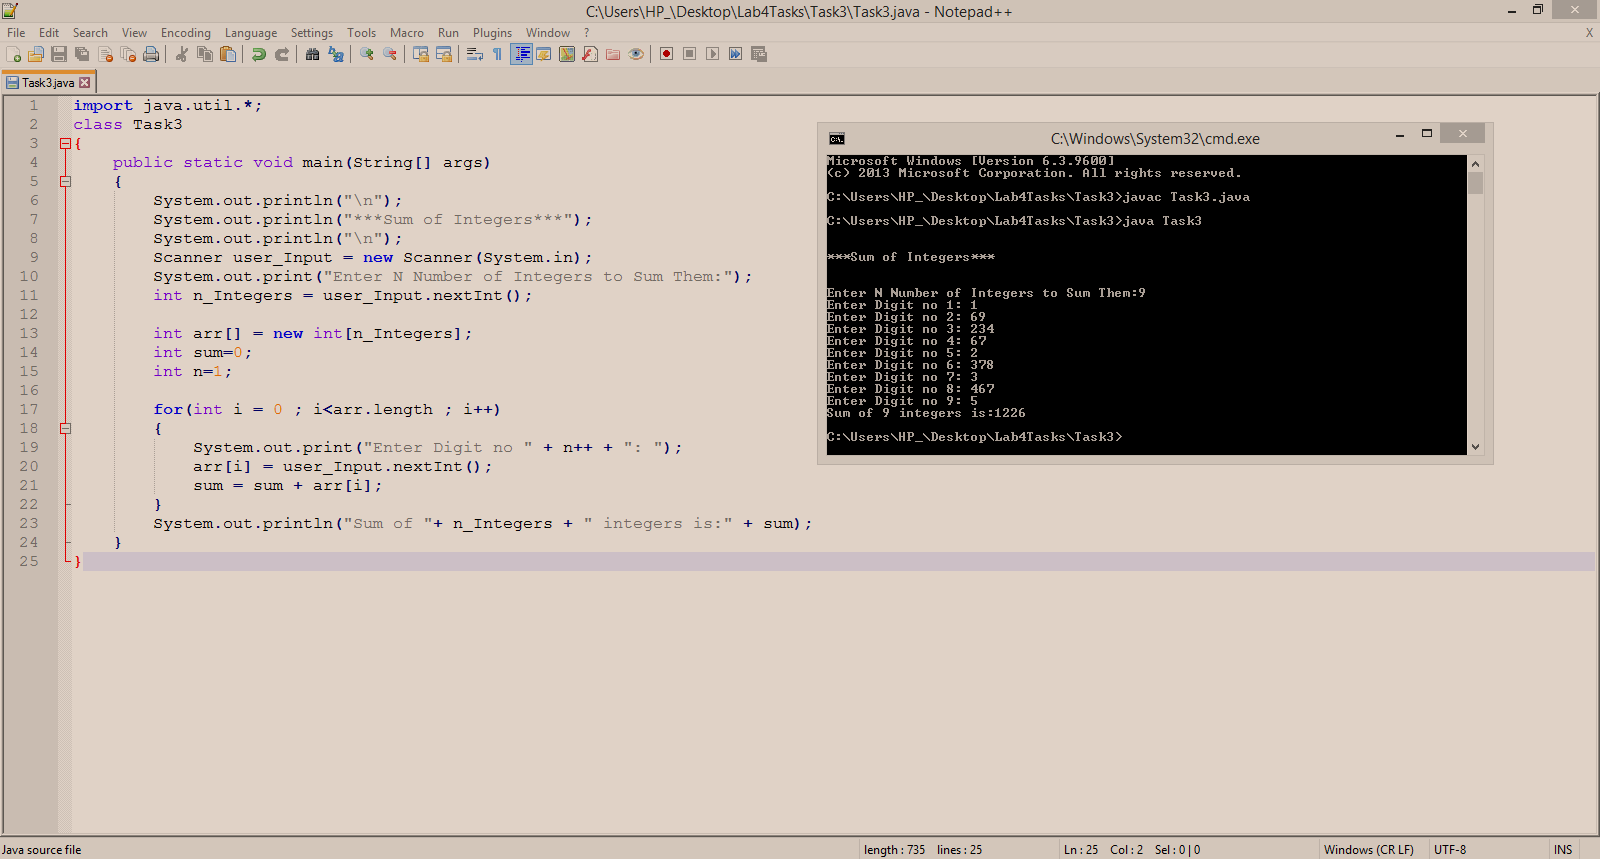 C:\Users\HP_\Desktop\Lab4Tasks\Task3\Task3.java - Notepad++
File Edit Search View Encoding Language Settings Tools Macro Run Plugins Window ? X
Task3.java
1 import java.util.*;
2 class Task3
3 {
4 public static void main(String[] args)
5 {
6 System.out.println("\n");
7 System.out.println("***Sum of Integers***");
8 System.out.println("\n");
9 Scanner user_Input = new Scanner(System.in);
10 System.out.print("Enter N Number of Integers to Sum Them:");
11 int n_Integers = user_Input.nextInt();
12
13 int arr[] = new int[n_Integers];
14 int sum=0;
15 int n=1;
16
17 for(int i = 0 ; i<arr.length ; i++)
18 {
19 System.out.print("Enter Digit no " + n++ + ": ");
20 arr[i] = user_Input.nextInt();
21 sum = sum + arr[i];
22 }
23 System.out.println("Sum of "+ n_Integers + " integers is:" + sum);
24 }
25 }
C:\Windows\System32\cmd.exe
Microsoft Windows [Version 6.3.9600]
(c) 2013 Microsoft Corporation. All rights reserved.
C:\Users\HP_\Desktop\Lab4Tasks\Task3>javac Task3.java
C:\Users\HP_\Desktop\Lab4Tasks\Task3>java Task3
***Sum of Integers***
Enter N Number of Integers to Sum Them:9
Enter Digit no 1: 1
Enter Digit no 2: 69
Enter Digit no 3: 234
Enter Digit no 4: 67
Enter Digit no 5: 2
Enter Digit no 6: 378
Enter Digit no 7: 3
Enter Digit no 8: 467
Enter Digit no 9: 5
Sum of 9 integers is:1226
C:\Users\HP_\Desktop\Lab4Tasks\Task3>
Java source file length : 735 lines : 25 Ln : 25 Col : 2 Sel : 0 | 0 Windows (CR LF) UTF-8 INS